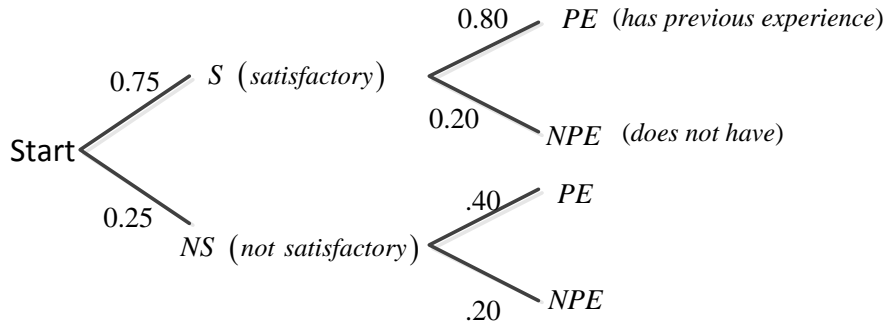 0.80 PE (has previous experience)
0.75 S (satisfactory)
0.20 NPE (does not have)
Start
.40 PE
0.25 NS (not satisfactory)
.20 NPE